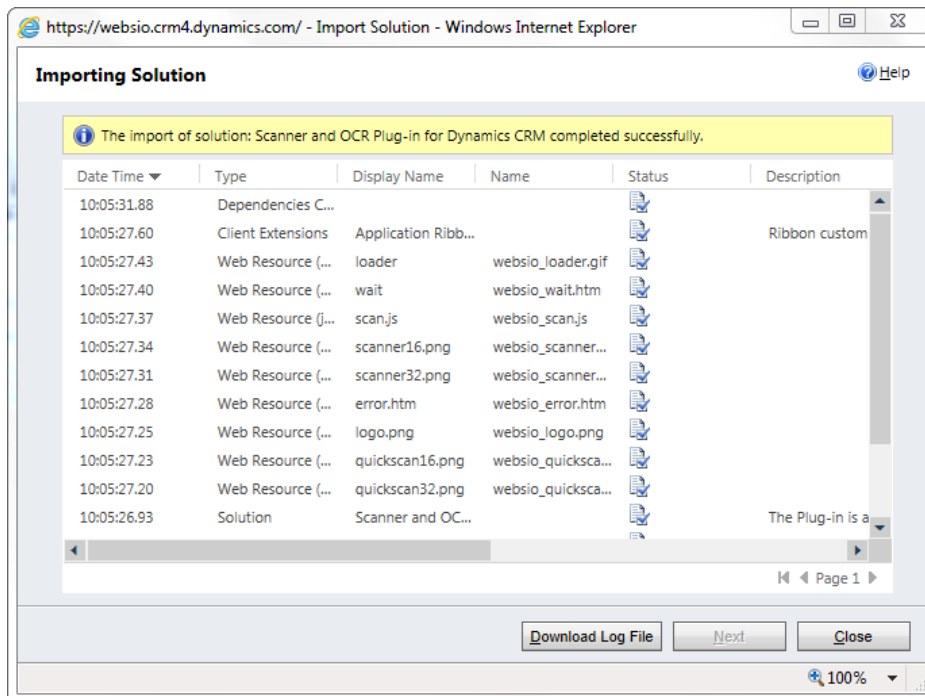 https://websio.crm4.dynamics.com/ - Import Solution - Windows Internet Explorer
Importing Solution
Help
The import of solution: Scanner and OCR Plug-in for Dynamics CRM completed successfully.
Date Time Type Display Name Name Status Description
10:05:31.88 Dependencies C...
10:05:27.60 Client Extensions Application Ribb... Ribbon custom
10:05:27.43 Web Resource (... loader websio_loader.gif
10:05:27.40 Web Resource (... wait websio_wait.htm
10:05:27.37 Web Resource (j... scan.js websio_scan.js
10:05:27.34 Web Resource (... scanner16.png websio_scanner...
10:05:27.31 Web Resource (... scanner32.png websio_scanner...
10:05:27.28 Web Resource (... error.htm websio_error.htm
10:05:27.25 Web Resource (... logo.png websio_logo.png
10:05:27.23 Web Resource (... quickscan16.png websio_quicksca...
10:05:27.20 Web Resource (... quickscan32.png websio_quicksca...
10:05:26.93 Solution Scanner and OC... The Plug-in is a
Page 1
Download Log File Next Close
100%